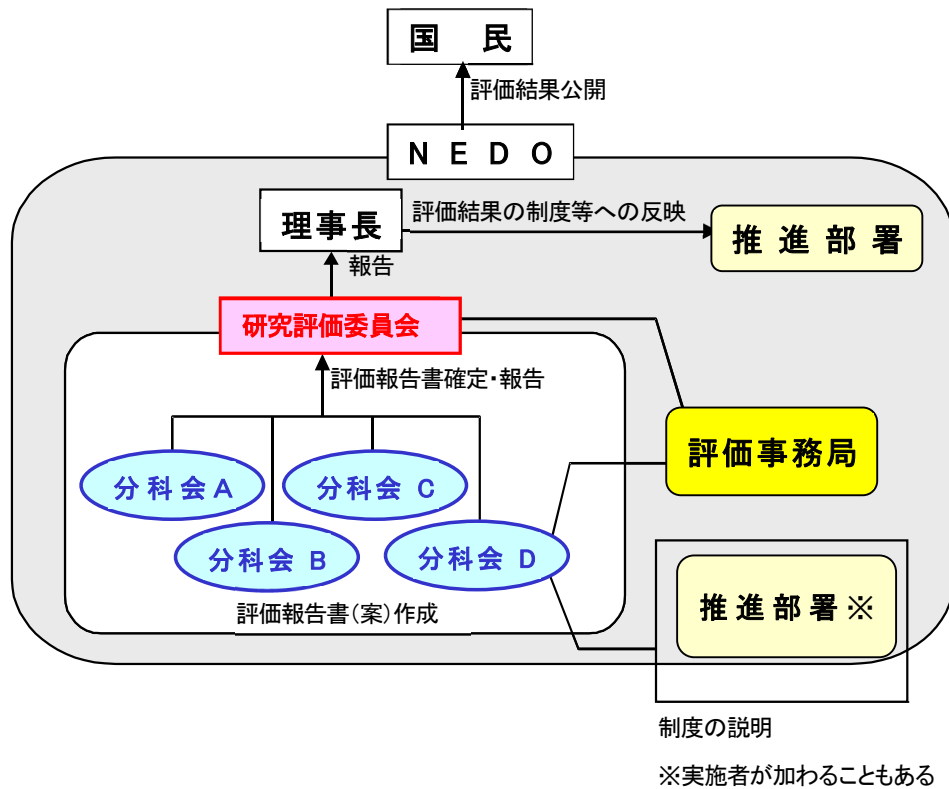 国　民
評価結果公開
ＮＥＤＯ
理事長
評価結果の制度等への反映
推進部署
報告
研究評価委員会
評価報告書確定・報告
評価事務局
分科会A
分科会 C
分科会 B
分科会 D
推進部署※
評価報告書（案）作成
制度の説明
※実施者が加わることもある